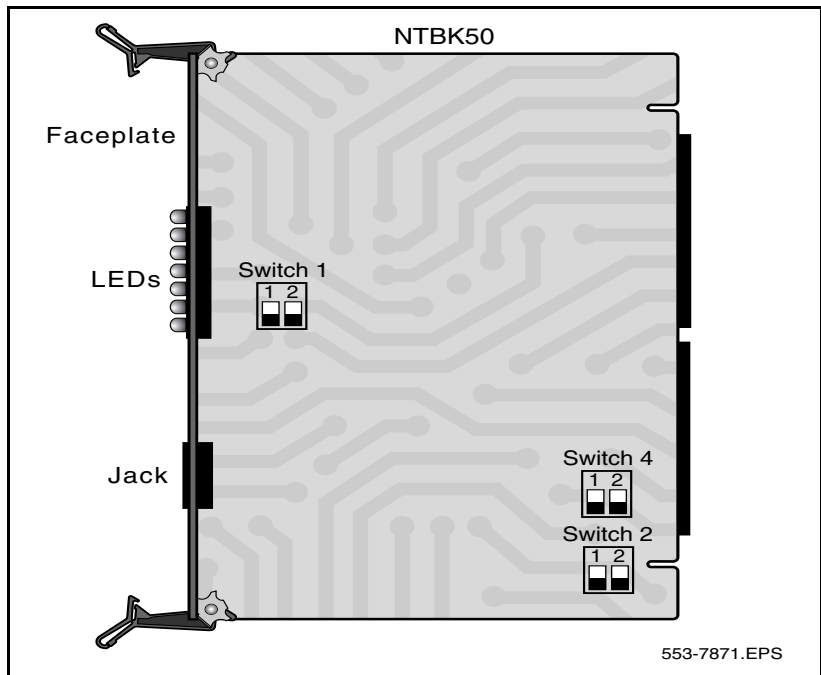 NTBK50
Faceplate
LEDs
Switch 1
1 2
Jack
Switch 4
1 2
Switch 2
1 2
553-7871.EPS